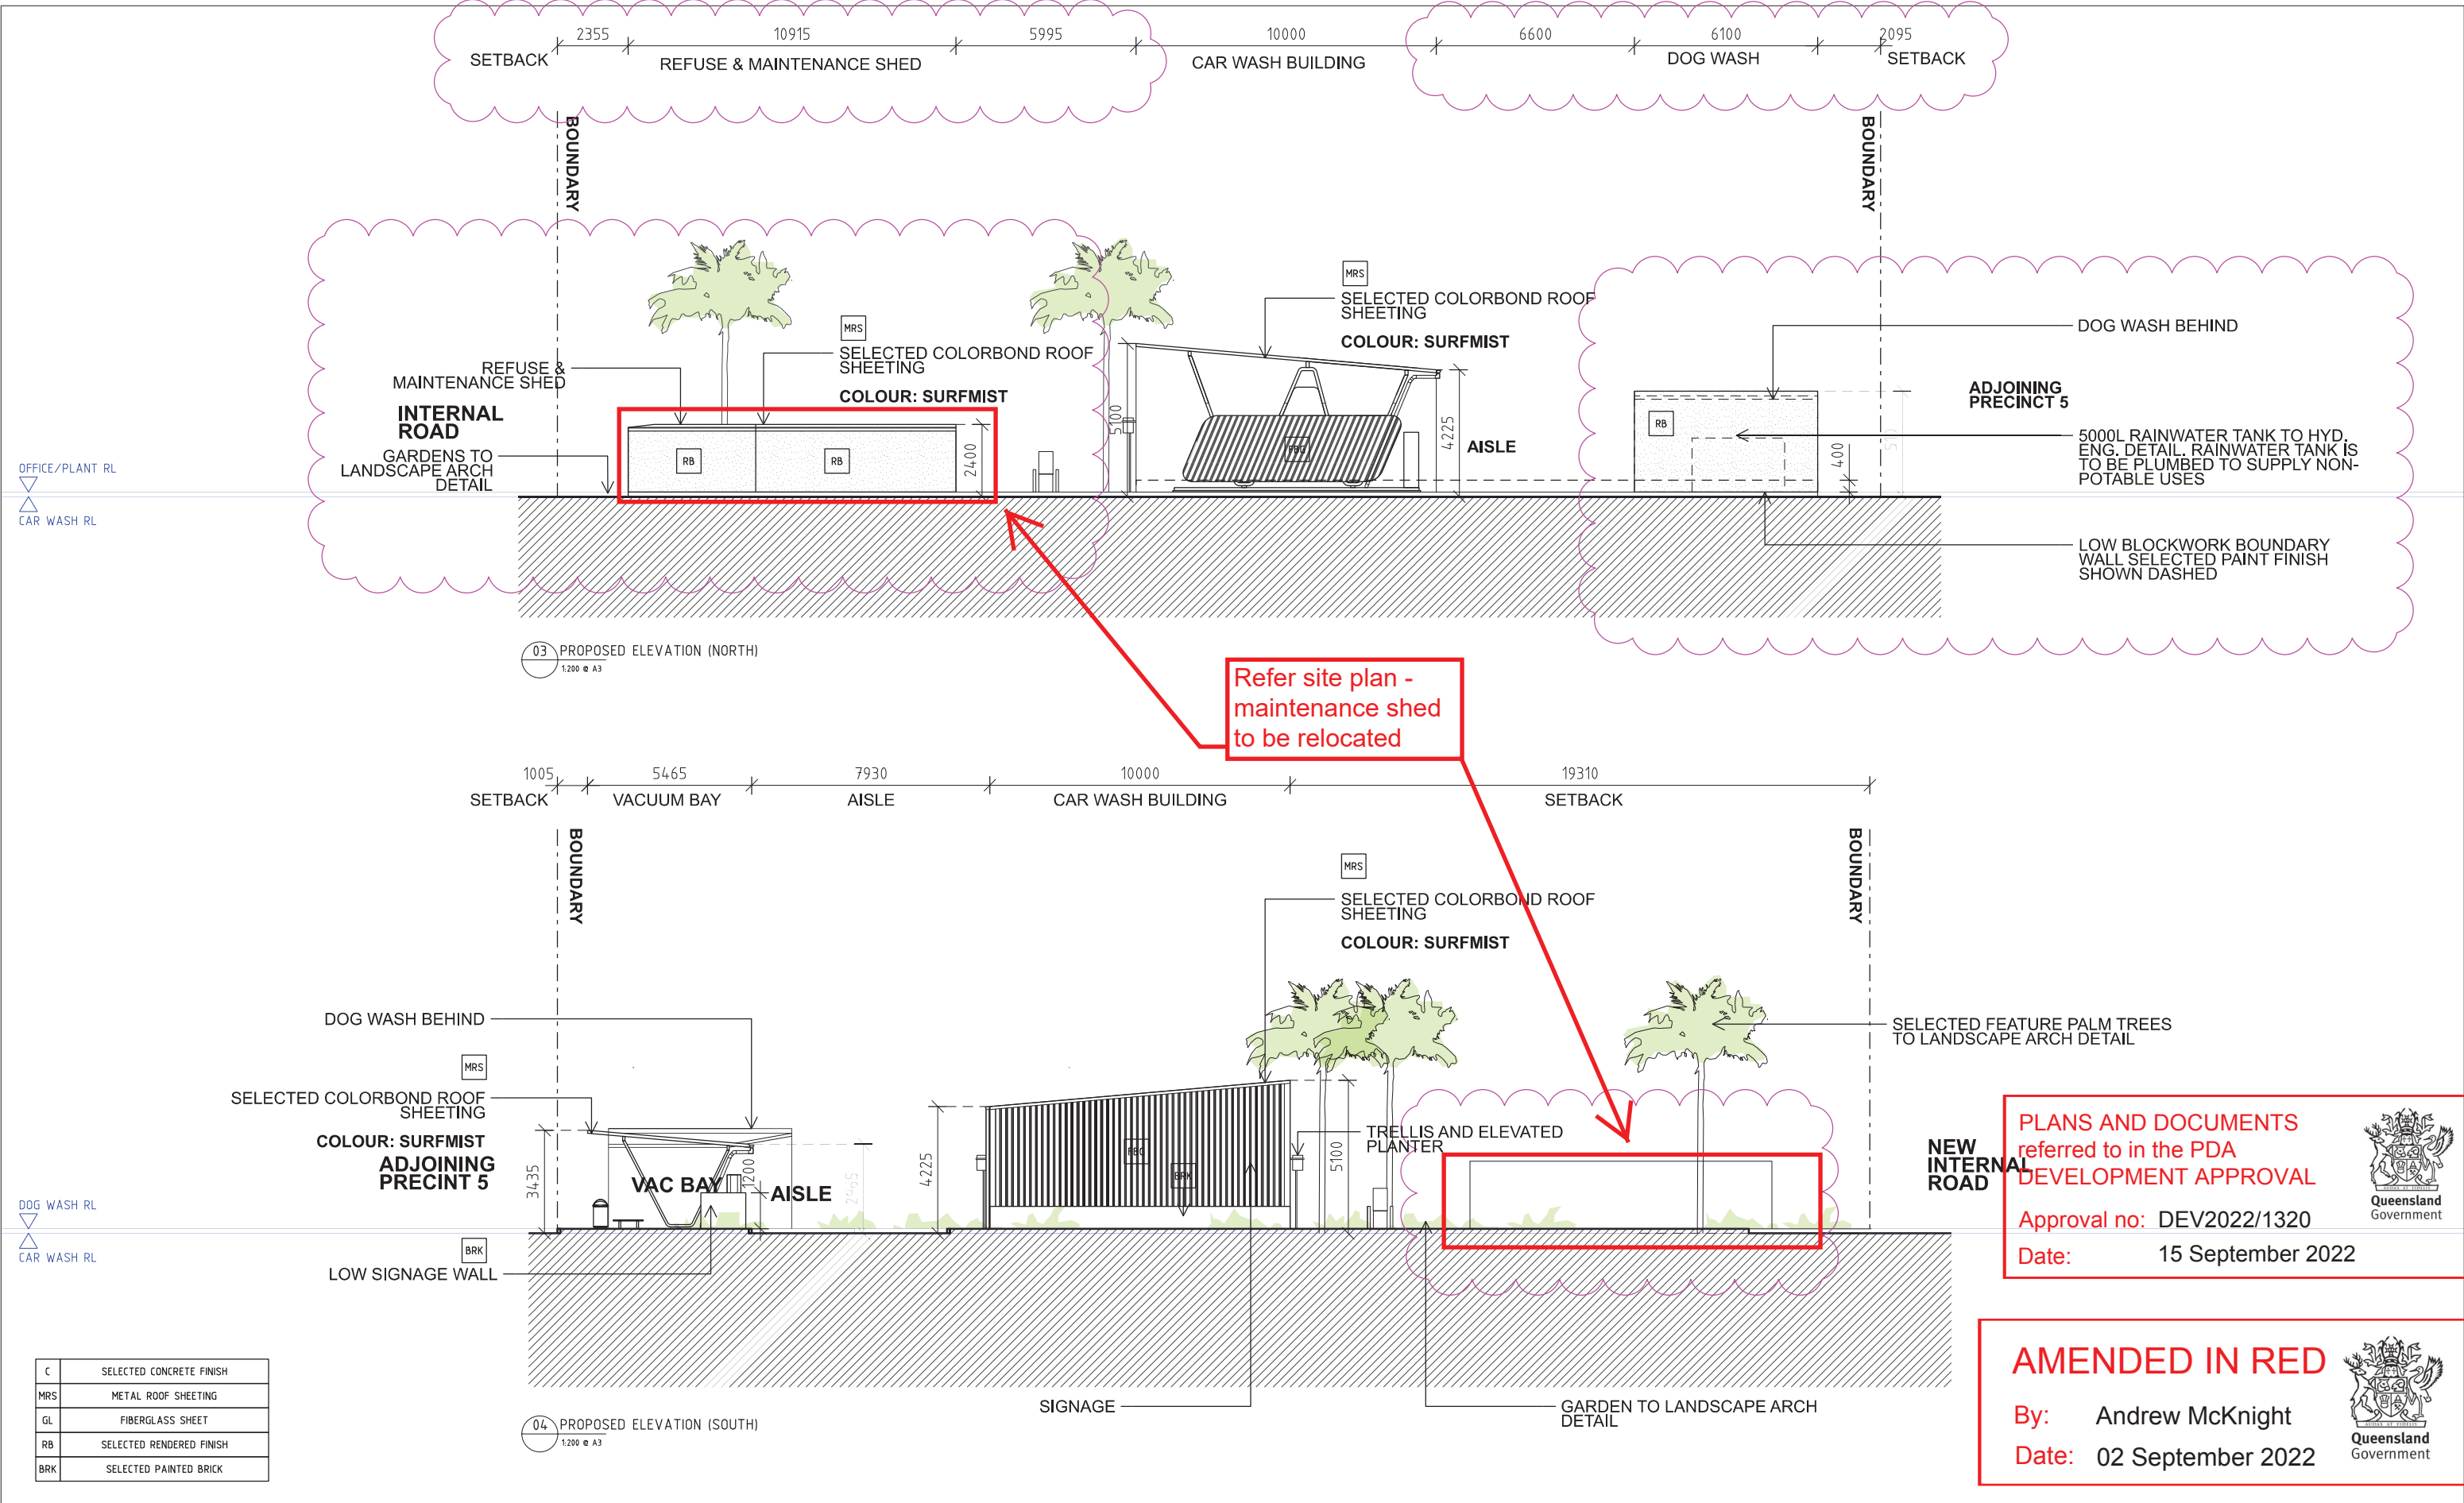 2355
10915
5995
10000
6600
6100
2095
SETBACK
REFUSE & MAINTENANCE SHED
CAR WASH BUILDING
DOG WASH
SETBACK
BOUNDARY
BOUNDARY
MRS
SELECTED COLORBOND ROOF
SHEETING
COLOUR: SURFMIST
MRS
SELECTED COLORBOND ROOF
SHEETING
COLOUR: SURFMIST
REFUSE &
MAINTENANCE SHED
INTERNAL
ROAD
GARDENS TO
LANDSCAPE ARCH
DETAIL
RB
RB
2400
5100
4225
AISLE
RB
400
DOG WASH BEHIND
ADJOINING
PRECINCT 5
5000L RAINWATER TANK TO HYD.
ENG. DETAIL. RAINWATER TANK IS
TO BE PLUMBED TO SUPPLY NON-
POTABLE USES
LOW BLOCKWORK BOUNDARY
WALL SELECTED PAINT FINISH
SHOWN DASHED
OFFICE/PLANT RL
CAR WASH RL
03
PROPOSED ELEVATION (NORTH)
1:200 @ A3
Refer site plan -
maintenance shed
to be relocated
1005
5465
7930
10000
19310
SETBACK
VACUUM BAY
AISLE
CAR WASH BUILDING
SETBACK
BOUNDARY
BOUNDARY
MRS
SELECTED COLORBOND ROOF
SHEETING
COLOUR: SURFMIST
DOG WASH BEHIND
MRS
SELECTED COLORBOND ROOF
SHEETING
COLOUR: SURFMIST
ADJOINING
PRECINT 5
3435
VAC BAY
1200
AISLE
2465
4225
BRK
5100
TRELLIS AND ELEVATED
PLANTER
SELECTED FEATURE PALM TREES
TO LANDSCAPE ARCH DETAIL
NEW
INTERNAL
ROAD
DOG WASH RL
CAR WASH RL
BRK
LOW SIGNAGE WALL
SIGNAGE
GARDEN TO LANDSCAPE ARCH
DETAIL
04
PROPOSED ELEVATION (SOUTH)
1:200 @ A3
C SELECTED CONCRETE FINISH
MRS METAL ROOF SHEETING
GL FIBERGLASS SHEET
RB SELECTED RENDERED FINISH
BRK SELECTED PAINTED BRICK
PLANS AND DOCUMENTS
referred to in the PDA
DEVELOPMENT APPROVAL
Approval no: DEV2022/1320
Date: 15 September 2022
Queensland
Government
AMENDED IN RED
By: Andrew McKnight
Date: 02 September 2022
Queensland
Government